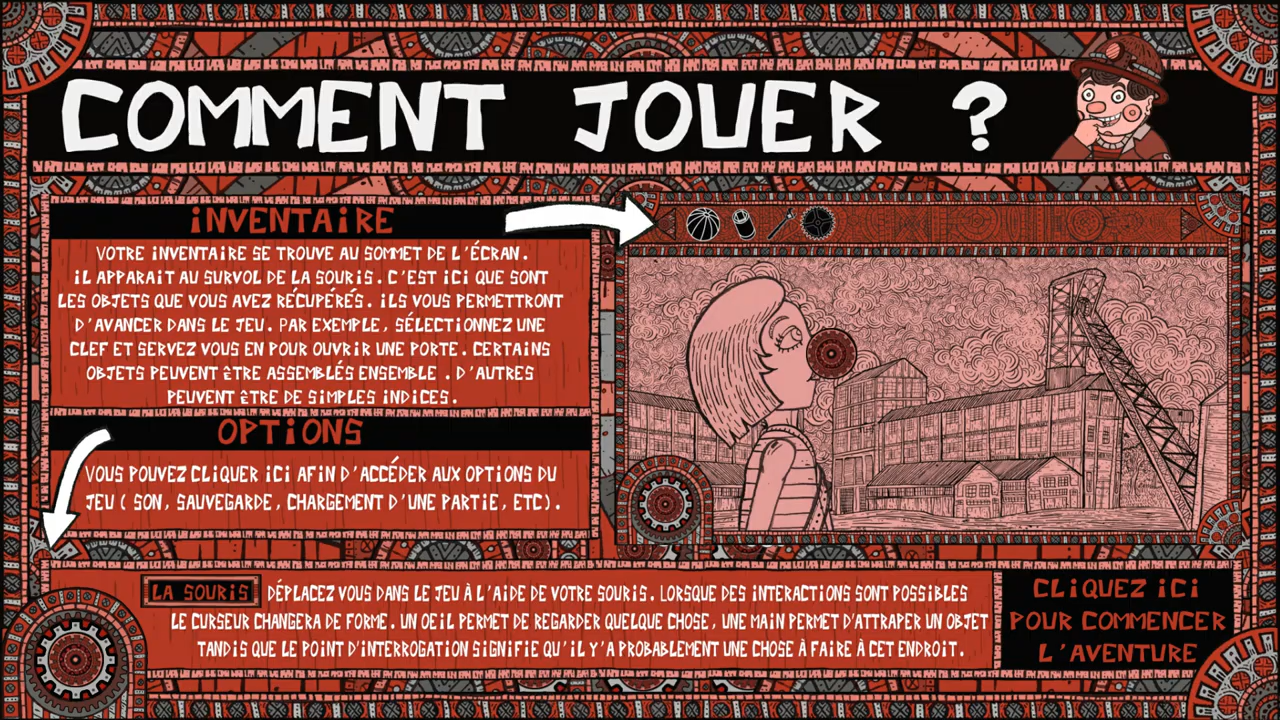 COMMENT JOUER ?
INVENTAIRE
VOTRE INVENTAIRE SE TROUVE AU SOMMET DE L'ÉCRAN.
IL APPARAIT AU SURVOL DE LA SOURIS. C'EST ICI QUE SONT
LES OBJETS QUE VOUS AVEZ RÉCUPÉRÉS. ILS VOUS PERMETTRONT
D'AVANCER DANS LE JEU. PAR EXEMPLE, SÉLECTIONNEZ UNE
CLEF ET SERVEZ VOUS EN POUR OUVRIR UNE PORTE. CERTAINS
OBJETS PEUVENT ÊTRE ASSEMBLÉS ENSEMBLE . D'AUTRES
PEUVENT ÊTRE DE SIMPLES INDICES.
OPTIONS
VOUS POUVEZ CLIQUER ICI AFIN D'ACCÉDER AUX OPTIONS DU
JEU ( SON, SAUVEGARDE, CHARGEMENT D'UNE PARTIE, ETC).
LA SOURIS DÉPLACEZ VOUS DANS LE JEU À L'AIDE DE VOTRE SOURIS. LORSQUE DES INTERACTIONS SONT POSSIBLES
LE CURSEUR CHANGERA DE FORME. UN OEIL PERMET DE REGARDER QUELQUE CHOSE, UNE MAIN PERMET D'ATTRAPER UN OBJET
TANDIS QUE LE POINT D'INTERROGATION SIGNIFIE QU'IL Y'A PROBABLEMENT UNE CHOSE À FAIRE À CET ENDROIT.
CLIQUEZ ICI
POUR COMMENCER
L'AVENTURE